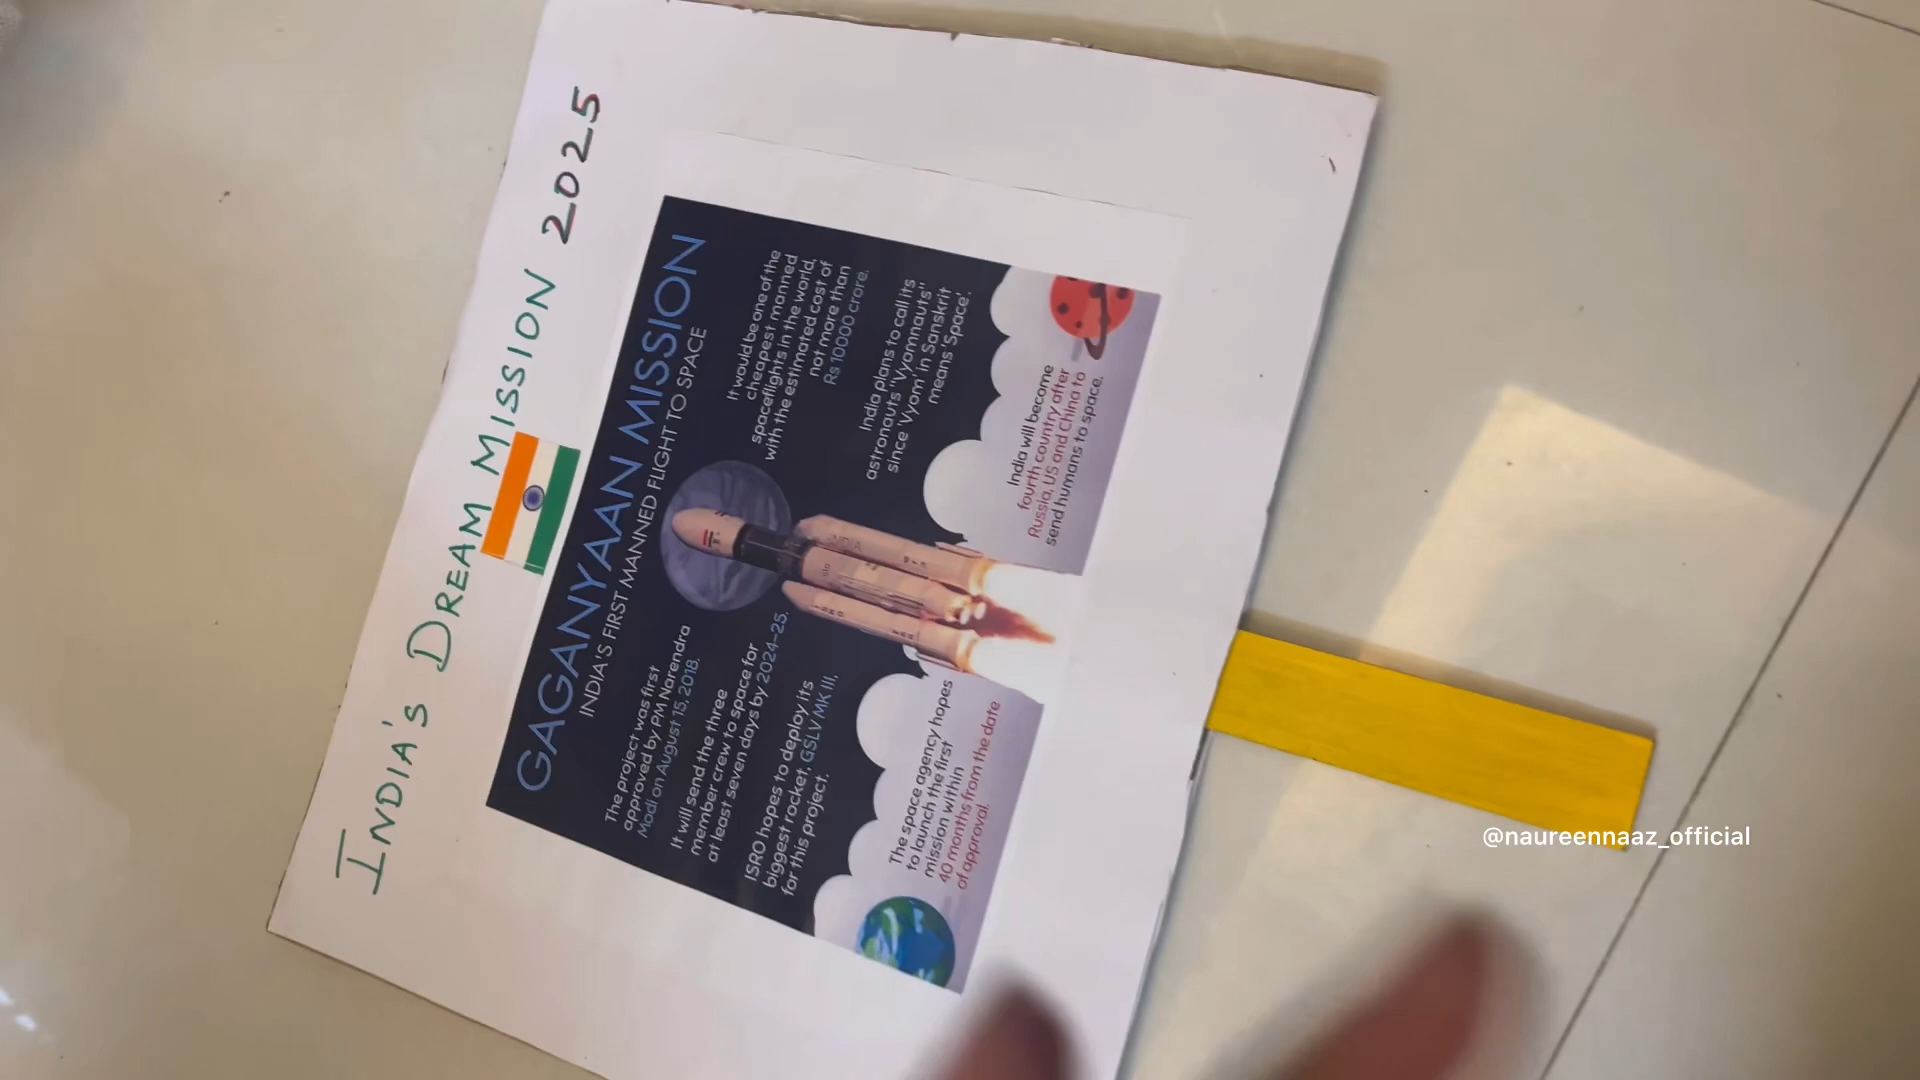 INDIA'S DREAM MISSION 2025
GAGANYAAN MISSION
INDIA'S FIRST MANNED FLIGHT TO SPACE
The project was first
approved by PM Narendra
Modi on August 15, 2018.
It will send the three
member crew to space for
at least seven days by 2024-25.
ISRO hopes to deploy its
biggest rocket, GSLV MK III,
for this project.
The space agency hopes
to launch the first
mission within
40 months from the date
of approval.
It would be one of the
cheapest manned
spaceflights in the world,
with the estimated cost of
not more than
Rs 10000 crore.
India plans to call its
astronauts "Vyomnauts"
since 'Vyom' in Sanskrit
means 'Space'.
India will become
fourth country after
Russia, US and China to
send humans to space.
INDIA
@naureennaaz_official